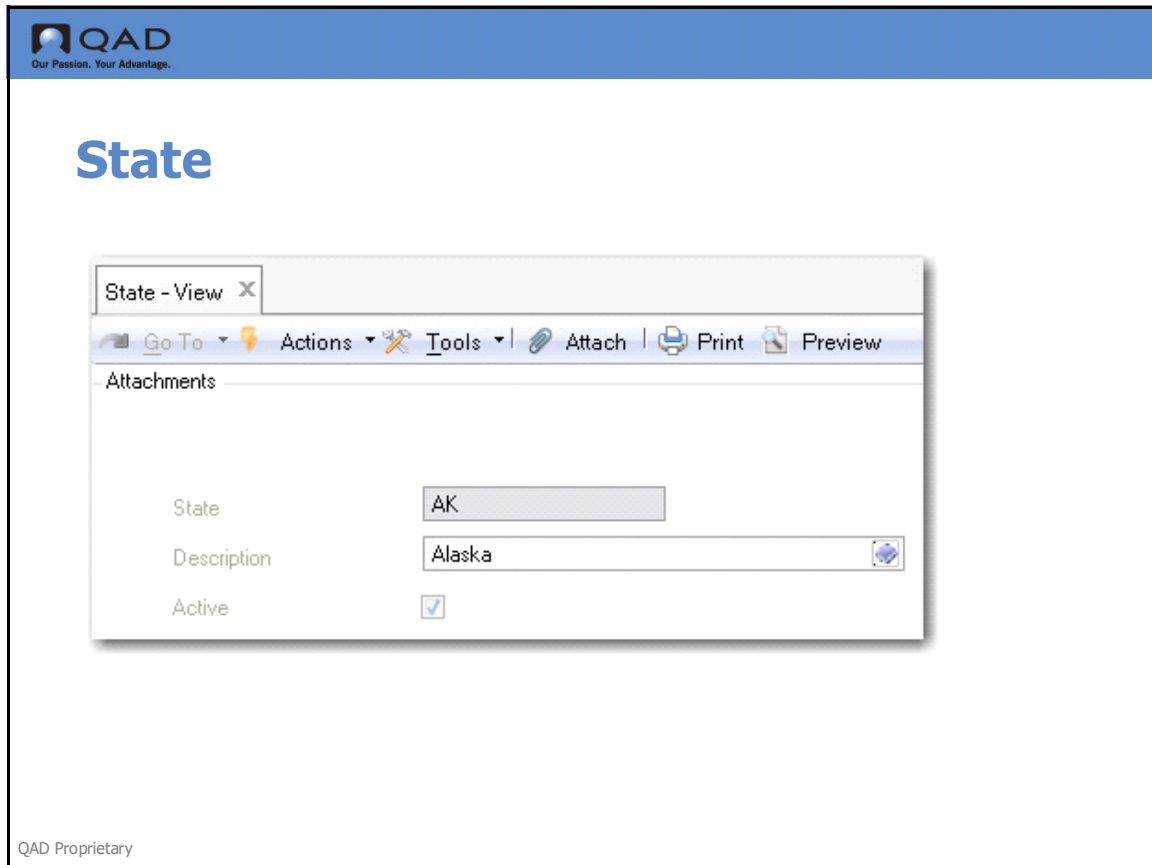 QAD
Our Passion. Your Advantage.
State
State - View
Go To Actions Tools Attach Print Preview
Attachments
State AK
Description Alaska
Active
QAD Proprietary